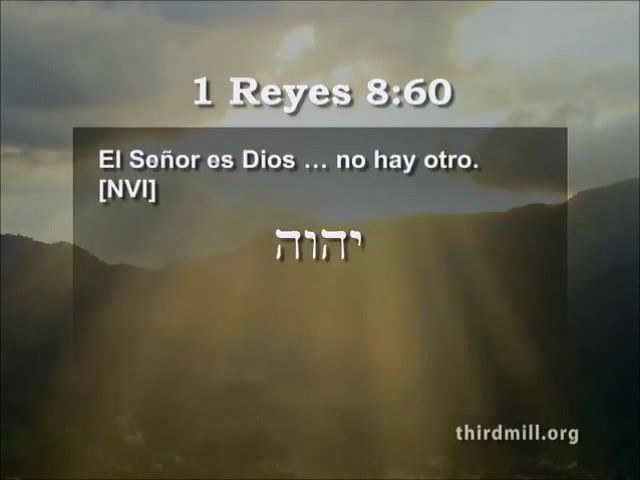 1 Reyes 8:60
El Señor es Dios … no hay otro.
[NVI]
יהוה
thirdmill.org